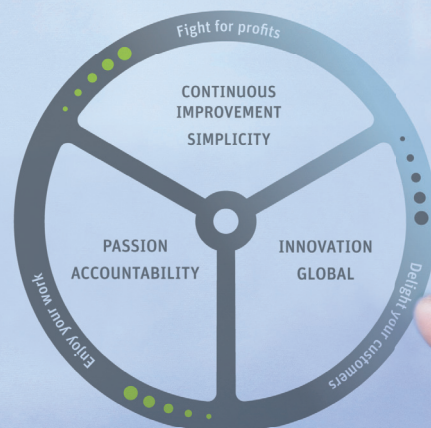 Fight for profits
CONTINUOUS
IMPROVEMENT
SIMPLICITY
PASSION
ACCOUNTABILITY
INNOVATION
GLOBAL
Enjoy your work
Delight your customers